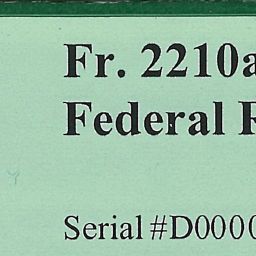 Fr. 2210a
Federal R
Serial #D0000